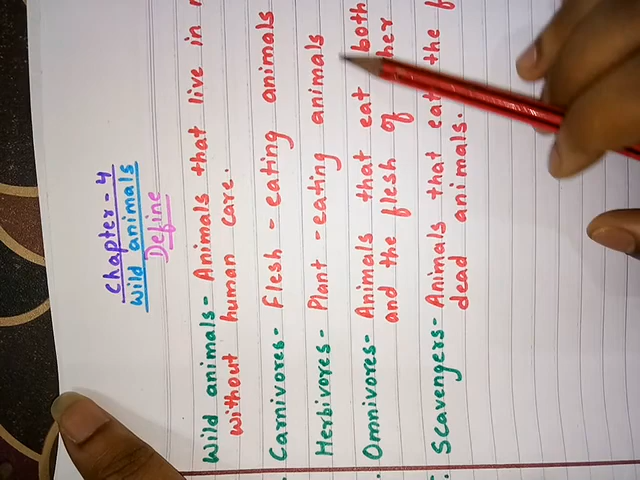 Chapter - 4
Wild animals
Define
Wild animals - Animals that live in
without human care.
Carnivores - Flesh - eating animals
Herbivores - Plant - eating animals
Omnivores - Animals that eat both
and the flesh of
Scavengers - Animals that eat the
dead animals.